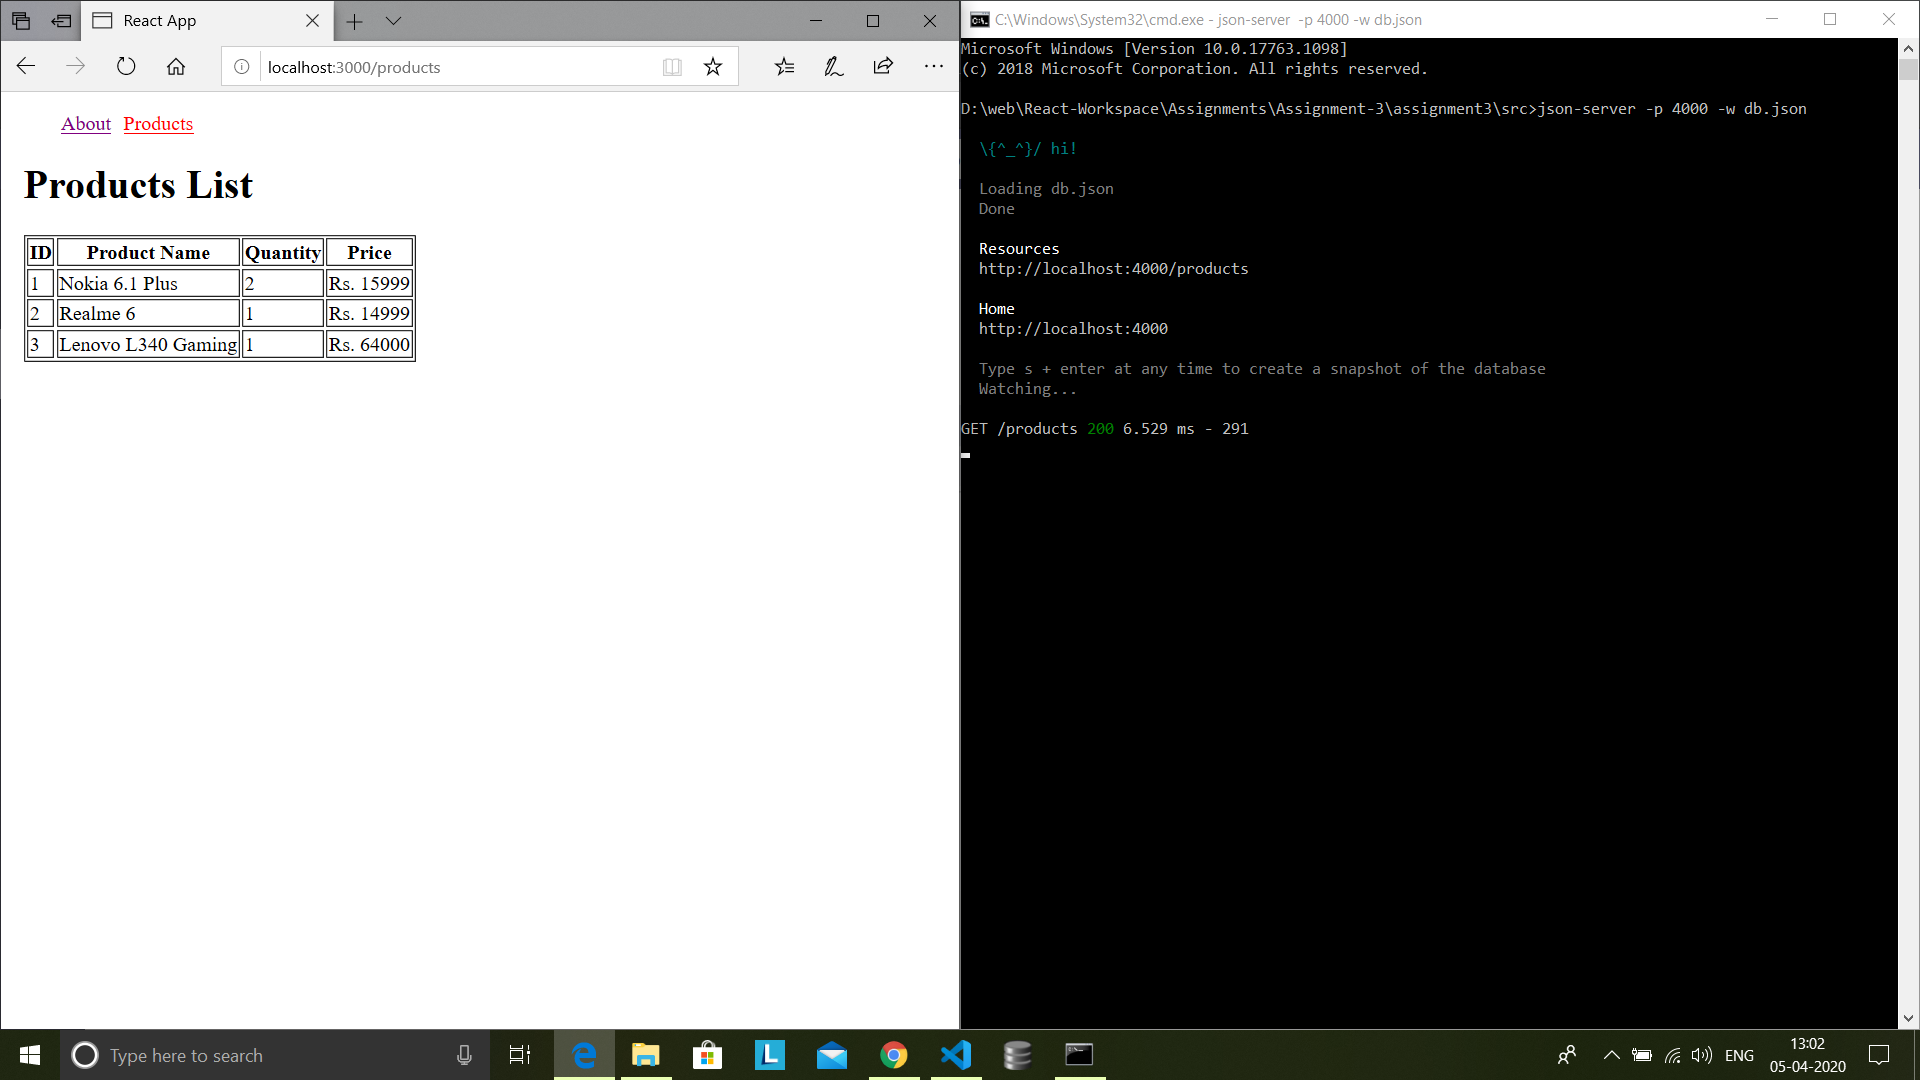 React App
localhost:3000/products
About Products
Products List
ID Product Name Quantity Price
1 Nokia 6.1 Plus 2 Rs. 15999
2 Realme 6 1 Rs. 14999
3 Lenovo L340 Gaming 1 Rs. 64000
C:\Windows\System32\cmd.exe - json-server -p 4000 -w db.json
Microsoft Windows [Version 10.0.17763.1098]
(c) 2018 Microsoft Corporation. All rights reserved.
D:\web\React-Workspace\Assignments\Assignment-3\assignment3\src>json-server -p 4000 -w db.json
\{^_^}/ hi!
Loading db.json
Done
Resources
http://localhost:4000/products
Home
http://localhost:4000
Type s + enter at any time to create a snapshot of the database
Watching...
GET /products 200 6.529 ms - 291
Type here to search
L
ENG
13:02
05-04-2020